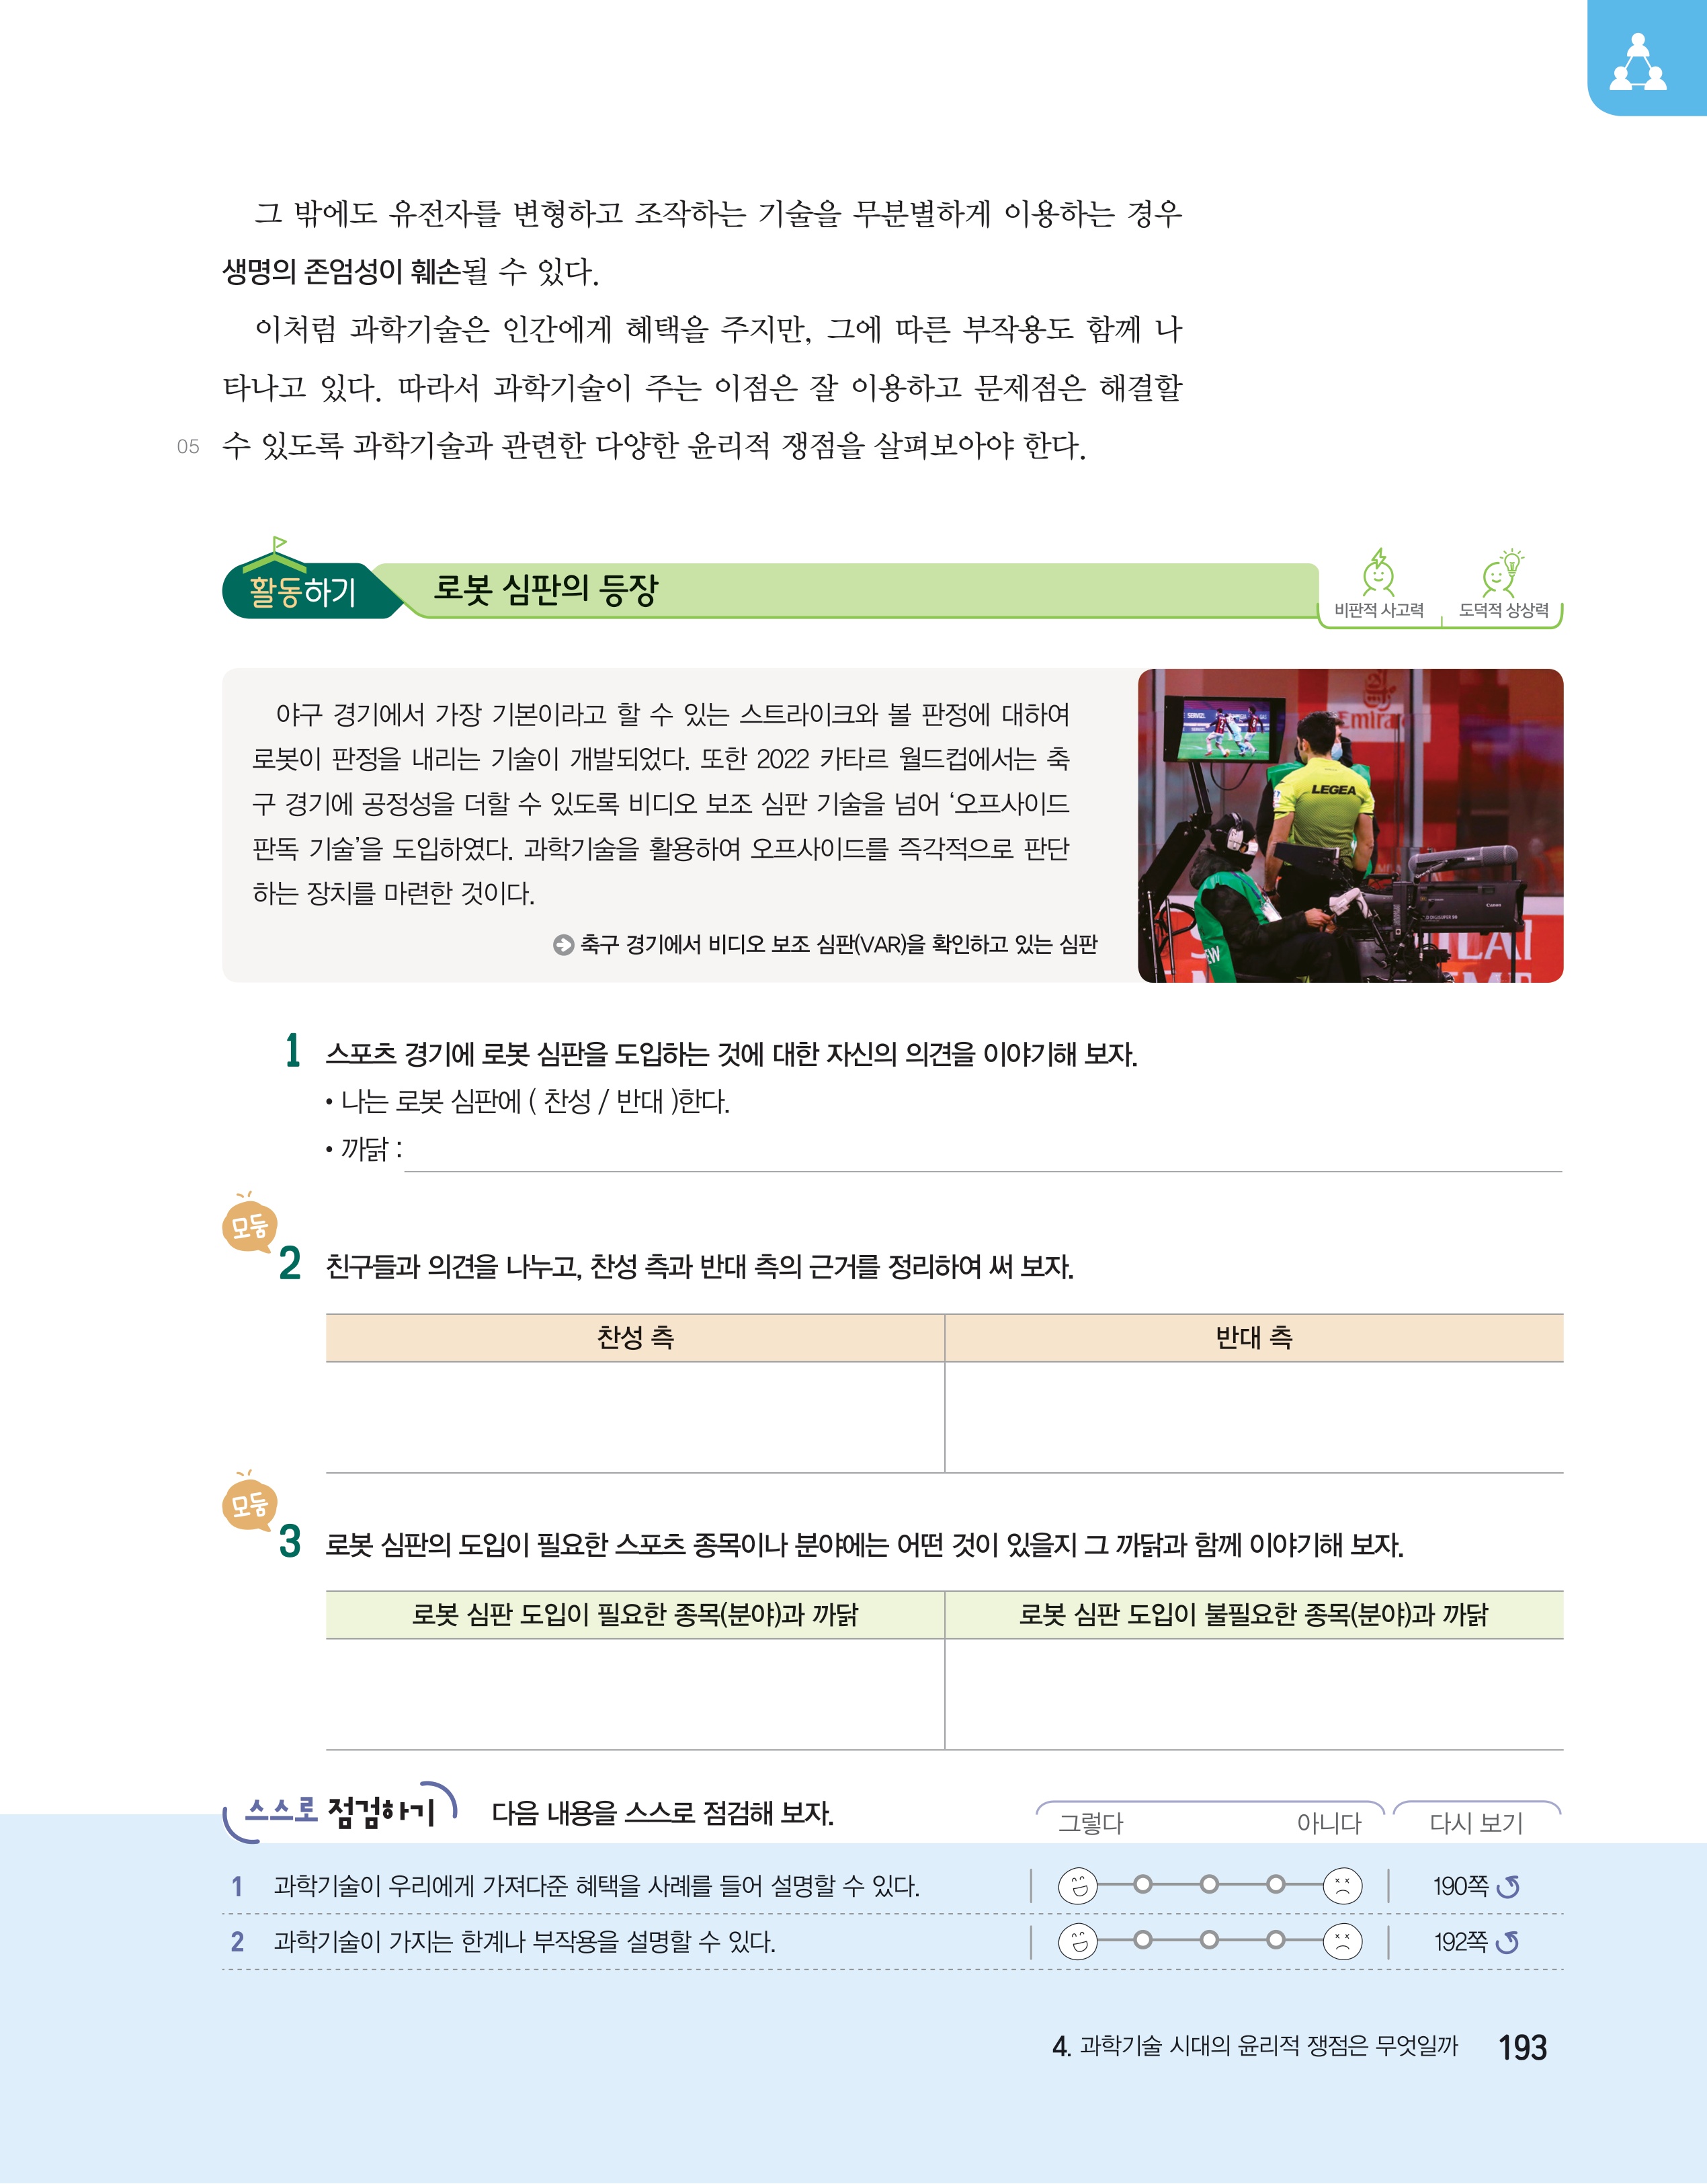 그 밖에도 유전자를 변형하고 조작하는 기술을 무분별하게 이용하는 경우
생명의 존엄성이 훼손될 수 있다.
이처럼 과학기술은 인간에게 혜택을 주지만, 그에 따른 부작용도 함께 나
타나고 있다. 따라서 과학기술이 주는 이점은 잘 이용하고 문제점은 해결할
05 수 있도록 과학기술과 관련한 다양한 윤리적 쟁점을 살펴보아야 한다.
활동하기 로봇 심판의 등장
비판적 사고력 도덕적 상상력
야구 경기에서 가장 기본이라고 할 수 있는 스트라이크와 볼 판정에 대하여
로봇이 판정을 내리는 기술이 개발되었다. 또한 2022 카타르 월드컵에서는 축
구 경기에 공정성을 더할 수 있도록 비디오 보조 심판 기술을 넘어 ‘오프사이드
판독 기술’을 도입하였다. 과학기술을 활용하여 오프사이드를 즉각적으로 판단
하는 장치를 마련한 것이다.
축구 경기에서 비디오 보조 심판(VAR)을 확인하고 있는 심판
Emira
LEGEA
Canon
EW
LAI
1 스포츠 경기에 로봇 심판을 도입하는 것에 대한 자신의 의견을 이야기해 보자.
• 나는 로봇 심판에 ( 찬성 / 반대 )한다.
• 까닭 :
모둠
2 친구들과 의견을 나누고, 찬성 측과 반대 측의 근거를 정리하여 써 보자.
찬성 측 반대 측
모둠
3 로봇 심판의 도입이 필요한 스포츠 종목이나 분야에는 어떤 것이 있을지 그 까닭과 함께 이야기해 보자.
로봇 심판 도입이 필요한 종목(분야)과 까닭 로봇 심판 도입이 불필요한 종목(분야)과 까닭
스스로 점검하기 다음 내용을 스스로 점검해 보자. 그렇다 아니다 다시 보기
1 과학기술이 우리에게 가져다준 혜택을 사례를 들어 설명할 수 있다. 190쪽
2 과학기술이 가지는 한계나 부작용을 설명할 수 있다. 192쪽
4. 과학기술 시대의 윤리적 쟁점은 무엇일까 193